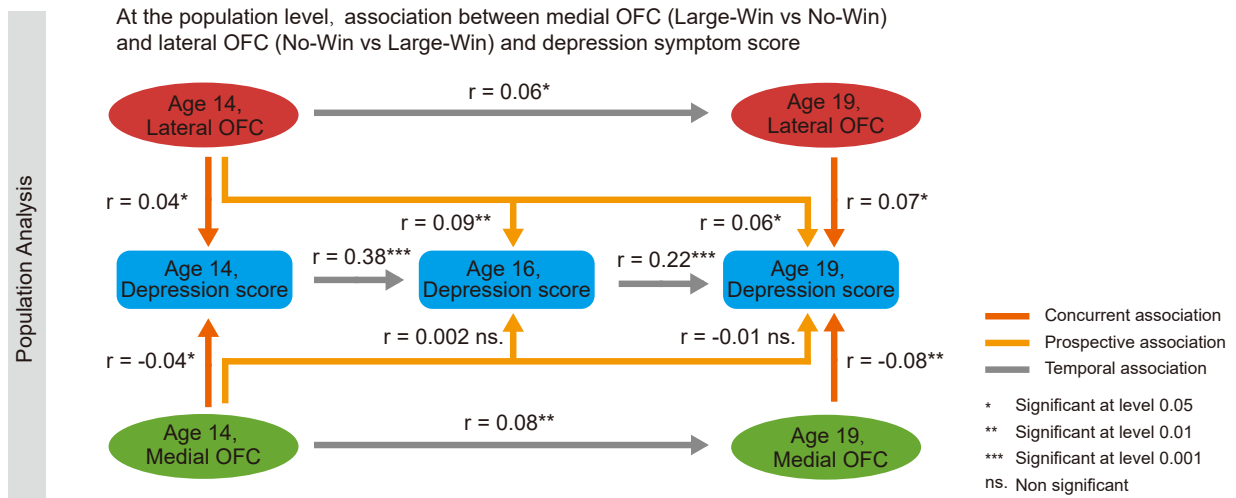 At the population level, association between medial OFC (Large-Win vs No-Win)
and lateral OFC (No-Win vs Large-Win) and depression symptom score
Population Analysis
Age 14,
Lateral OFC
r = 0.06*
Age 19,
Lateral OFC
r = 0.04*
r = 0.09**
r = 0.06*
r = 0.07*
Age 14,
Depression score
r = 0.38***
Age 16,
Depression score
r = 0.22***
Age 19,
Depression score
r = -0.04*
r = 0.002 ns.
r = -0.01 ns.
r = -0.08**
Age 14,
Medial OFC
r = 0.08**
Age 19,
Medial OFC
Concurrent association
Prospective association
Temporal association
* Significant at level 0.05
** Significant at level 0.01
*** Significant at level 0.001
ns. Non significant